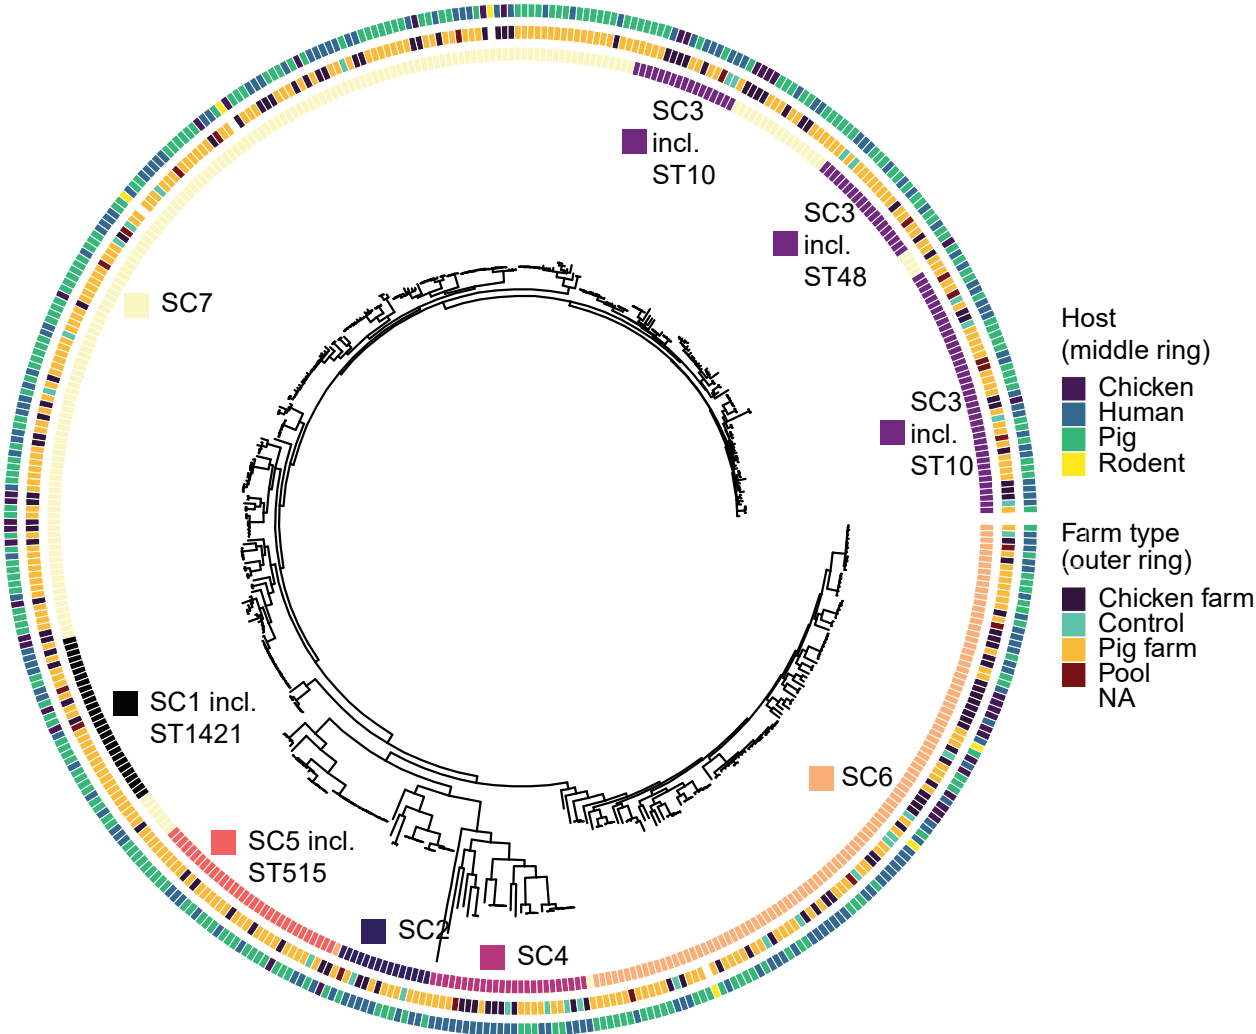 SC3
incl.
ST10
SC3
incl.
ST48
SC7
Host
(middle ring)
Chicken
Human
Pig
Rodent
SC3
incl.
ST10
Farm type
(outer ring)
Chicken farm
Control
Pig farm
Pool
NA
SC1 incl.
ST1421
SC6
SC5 incl.
ST515
SC2
SC4